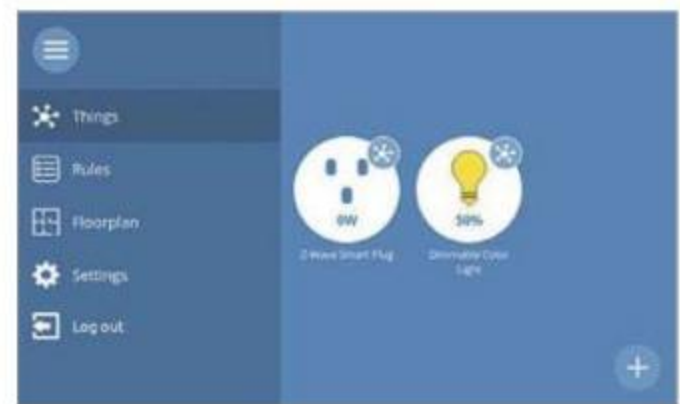 Things
Rules
Floorplan
Settings
Log out
0W
Z Wave Smart Plug
50%
Dimmable Color
Light